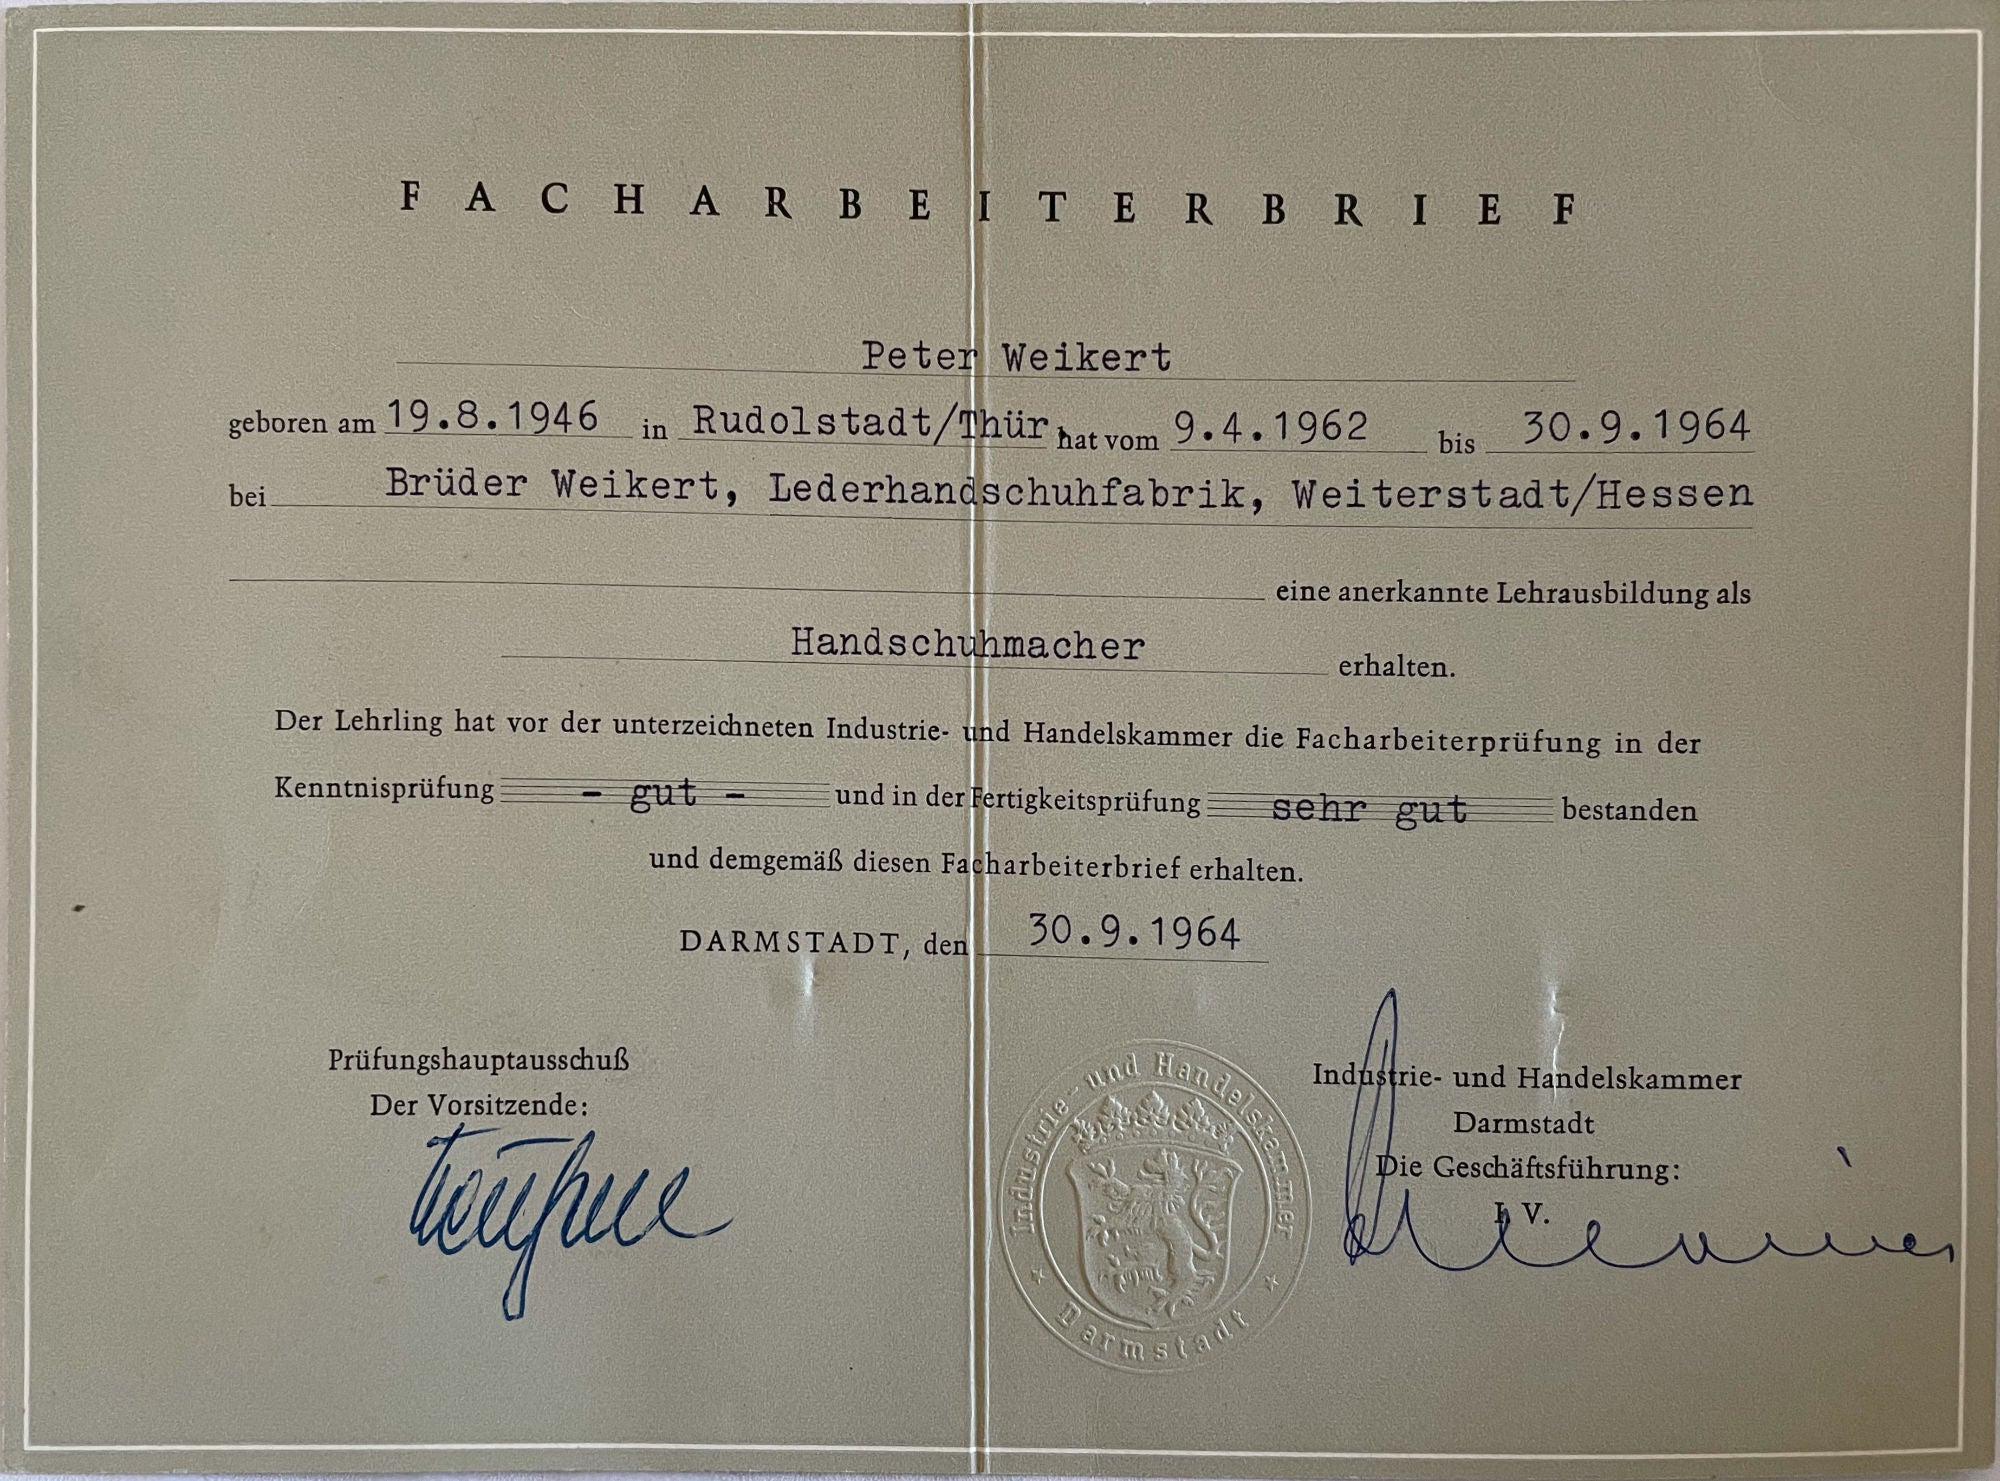 FACHARBEITERBRIEF
Peter Weikert
geboren am 19.8.1946 in Rudolstadt/Thür hat vom 9.4.1962 bis 30.9.1964
bei Brüder Weikert, Lederhandschuhfabrik, Weiterstadt/Hessen
eine anerkannte Lehrausbildung als
Handschuhmacher erhalten.
Der Lehrling hat vor der unterzeichneten Industrie- und Handelskammer die Facharbeiterprüfung in der
Kenntnisprüfung - gut - und in der Fertigkeitsprüfung sehr gut bestanden
und demgemäß diesen Facharbeiterbrief erhalten.
DARMSTADT, den 30.9.1964
Prüfungshauptausschuß
Der Vorsitzende:
Industrie- und Handelskammer
Darmstadt
Industrie- und Handelskammer
Darmstadt
Die Geschäftsführung:
I. V.